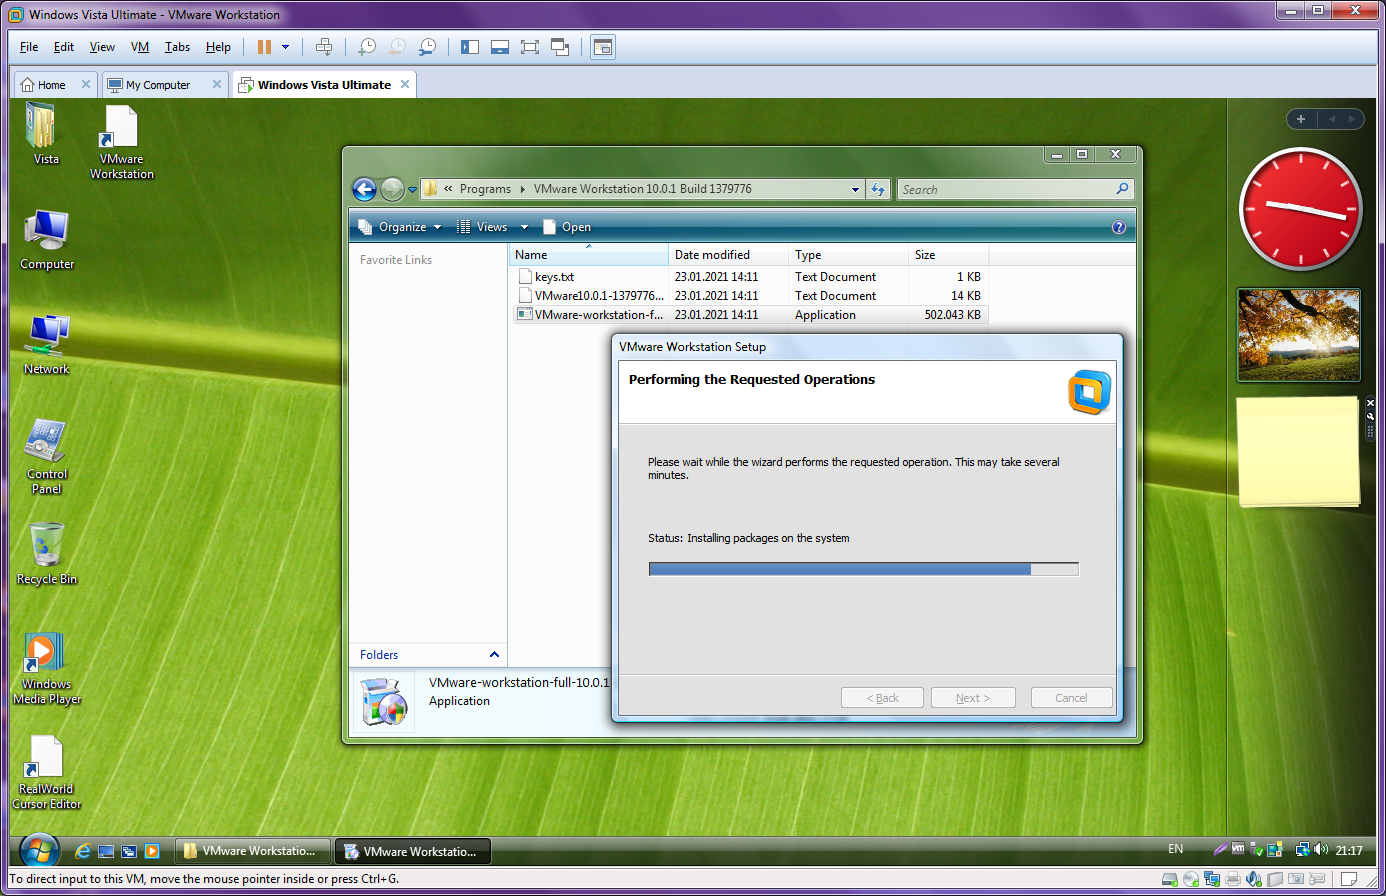 Windows Vista Ultimate - VMware Workstation
File Edit View VM Tabs Help
Home
My Computer
Windows Vista Ultimate
Vista
VMware
Workstation
Computer
Network
Control
Panel
Recycle Bin
Windows
Media Player
RealWorld
Cursor Editor
« Programs VMware Workstation 10.0.1 Build 1379776
Search
Organize Views Open
Favorite Links
Name Date modified Type Size
keys.txt 23.01.2021 14:11 Text Document 1 KB
VMware10.0.1-1379776... 23.01.2021 14:11 Text Document 14 KB
VMware-workstation-f... 23.01.2021 14:11 Application 502.043 KB
Folders
VMware-workstation-full-10.0.1
Application
VMware Workstation Setup
Performing the Requested Operations
Please wait while the wizard performs the requested operation. This may take several
minutes.
Status: Installing packages on the system
< Back Next > Cancel
VMware Workstatio...
VMware Workstatio...
EN
vm
21:17
To direct input to this VM, move the mouse pointer inside or press Ctrl+G.